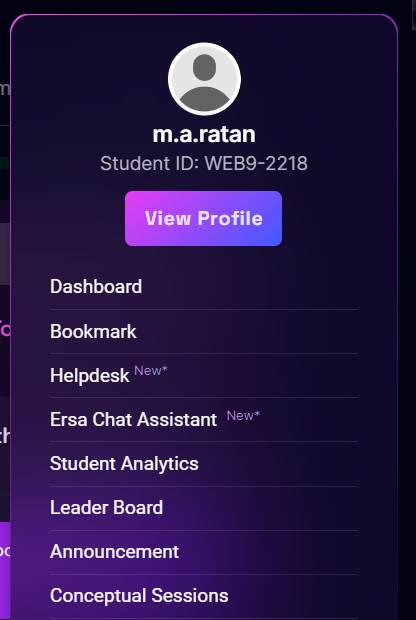 m.a.ratan
Student ID: WEB9-2218
View Profile
Dashboard
Bookmark
Helpdesk New*
Ersa Chat Assistant New*
Student Analytics
Leader Board
Announcement
Conceptual Sessions